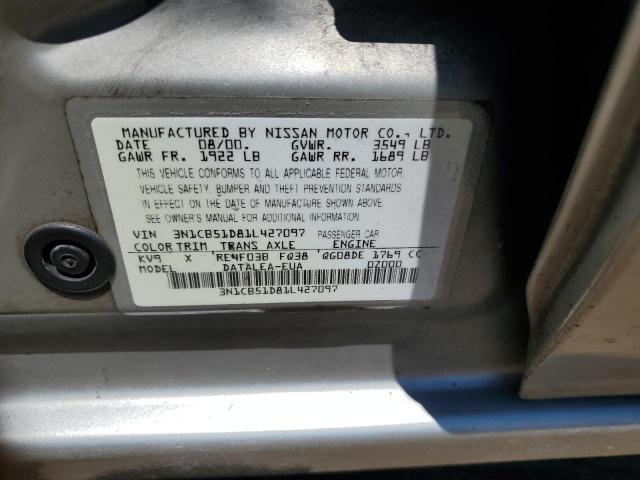 MANUFACTURED BY NISSAN MOTOR CO., LTD.
DATE 08/00. GVWR. 3549 LB
GAWR FR. 1922 LB GAWR RR. 1689 LB
THIS VEHICLE CONFORMS TO ALL APPLICABLE FEDERAL MOTOR
VEHICLE SAFETY, BUMPER AND THEFT PREVENTION STANDARDS
IN EFFECT ON THE DATE OF MANUFACTURE SHOWN ABOVE.
SEE OWNER'S MANUAL FOR ADDITIONAL INFORMATION.
VIN 3N1CB51D81L427097 PASSENGER CAR
COLOR TRIM TRANS AXLE ENGINE
KV9 X RE4F03B FQ38 QG08DE 1769 CC
MODEL DATALEA-EUA 0Z000
3N1CB51D81L427097